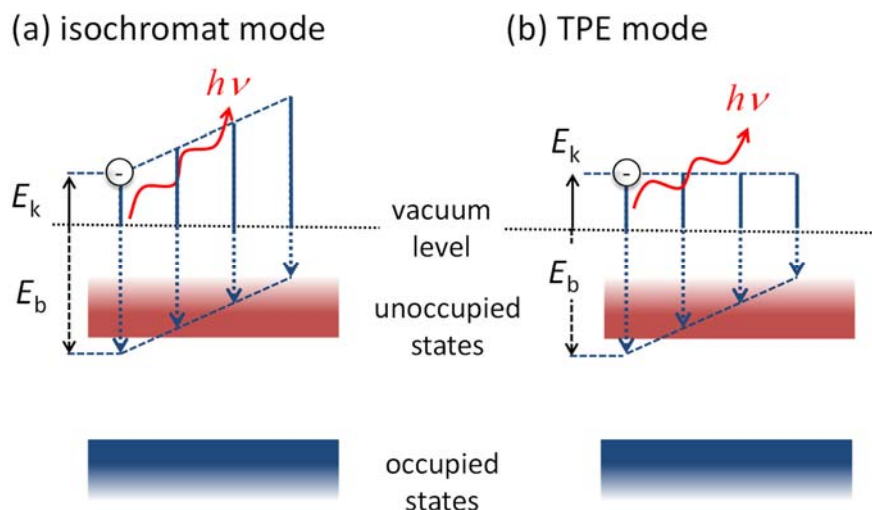 (a) isochromat mode
(b) TPE mode
hν
hν
-
-
E_k
E_k
vacuum
level
E_b
E_b
unoccupied
states
occupied
states